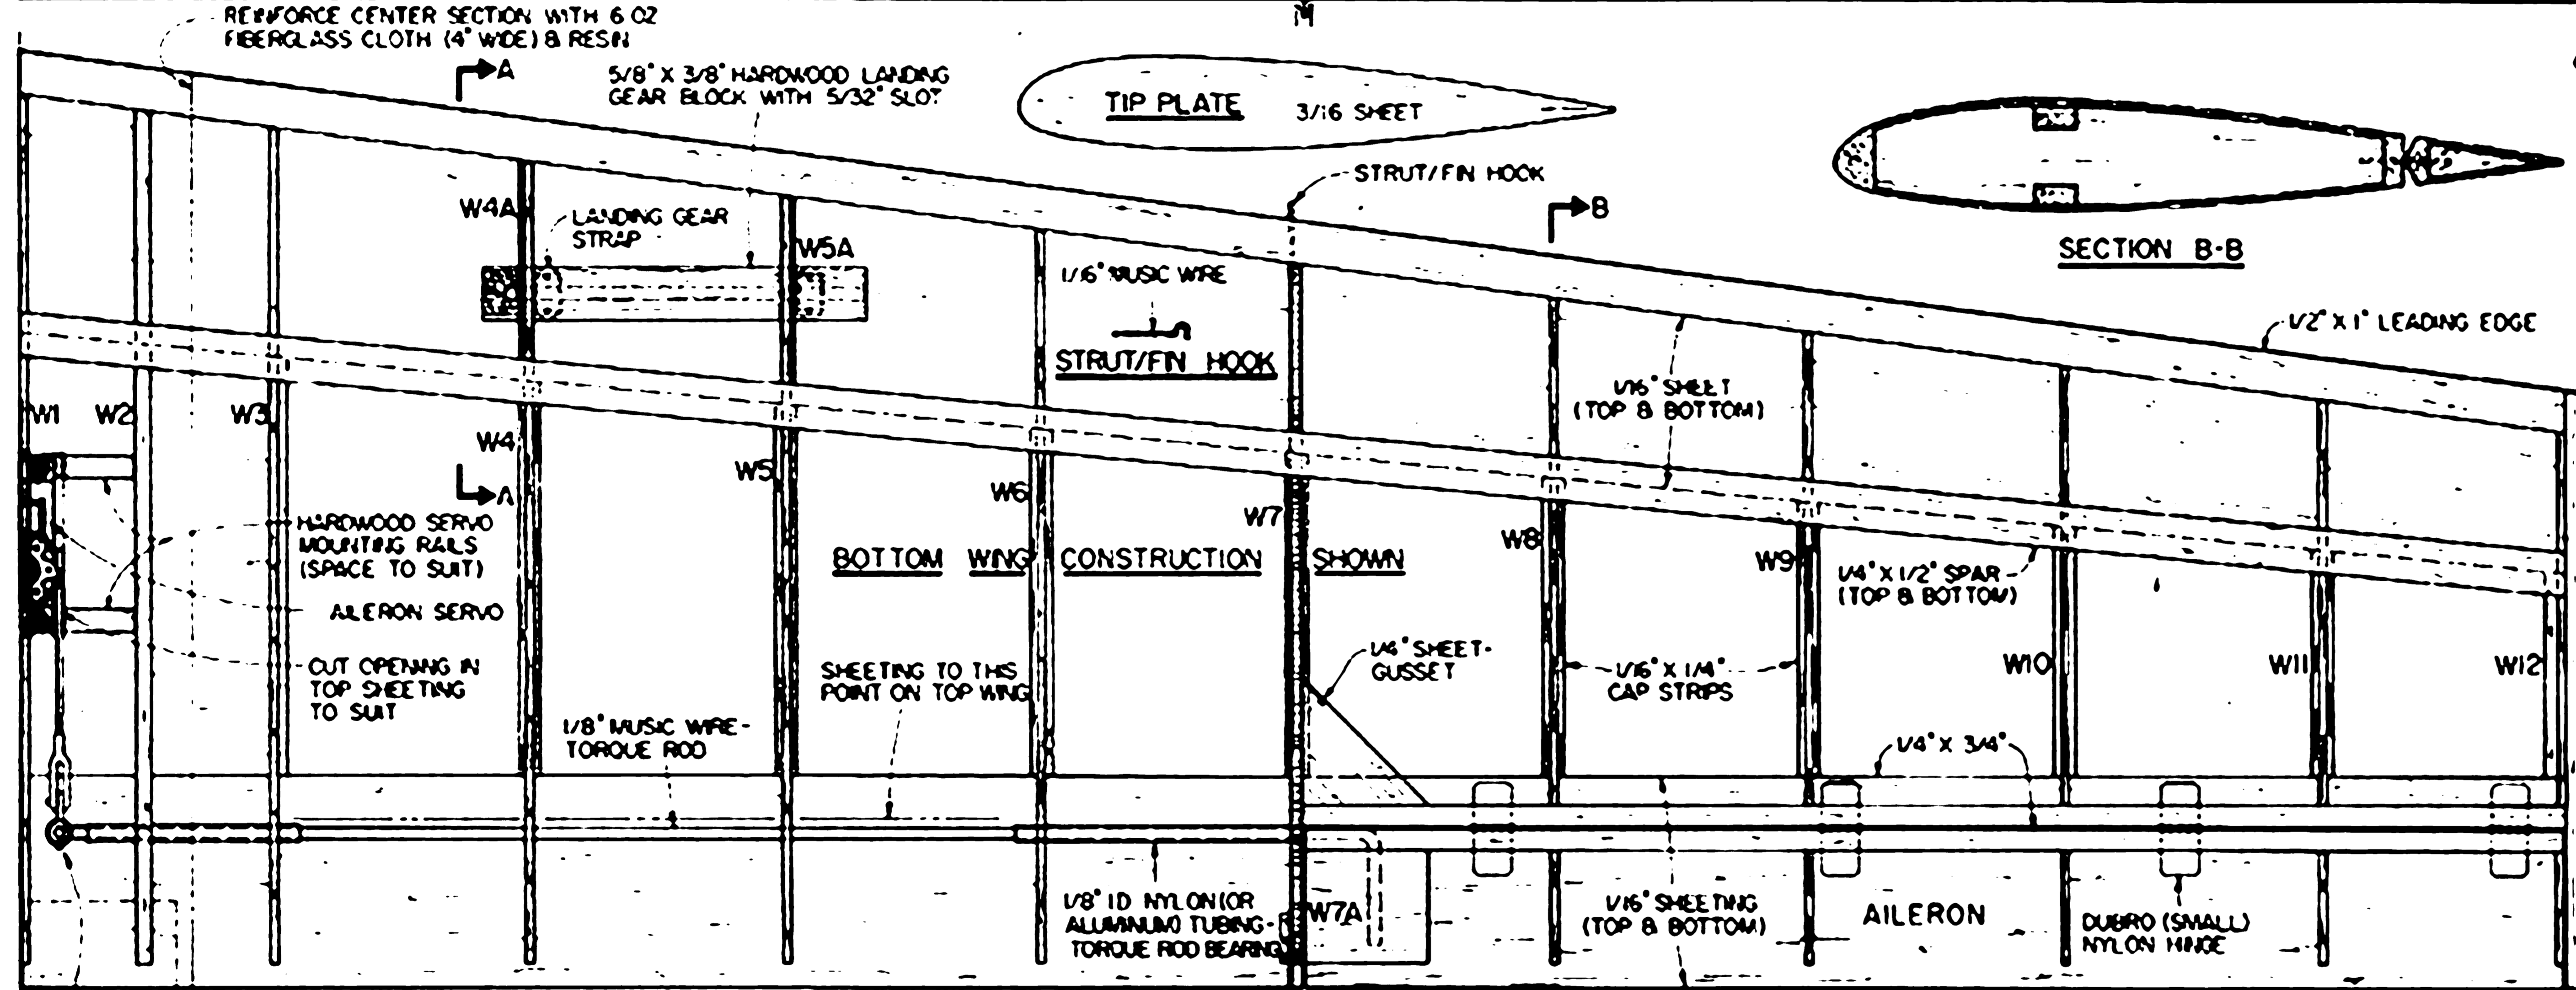 REINFORCE CENTER SECTION WITH 6 OZ
FIBERGLASS CLOTH (4" WIDE) & RESIN
A
5/8" X 3/8" HARDWOOD LANDING
GEAR BLOCK WITH 5/32" SLOT
TIP PLATE
3/16 SHEET
STRUT/FIN HOOK
B
SECTION B-B
W4A
LANDING GEAR
STRAP
W5A
1/16" MUSIC WIRE
STRUT/FIN HOOK
1/2" X 1" LEADING EDGE
1/16" SHEET
(TOP & BOTTOM)
W1
W2
W3
W4
W5
W6
W7
W8
W9
A
HARDWOOD SERVO
MOUNTING RAILS
(SPACE TO SUIT)
AILERON SERVO
CUT OPENING IN
TOP SHEETING
TO SUIT
BOTTOM WING CONSTRUCTION SHOWN
1/4" X 1/2" SPAR-
(TOP & BOTTOM)
1/4" SHEET-
GUSSET
1/16" X 1/4"
CAP STRIPS
W10
W11
W12
SHEETING TO THIS
POINT ON TOP WING
1/8" MUSIC WIRE-
TORQUE ROD
1/4" X 3/4"
1/8" ID NYLON (OR
ALUMINUM) TUBING-
TORQUE ROD BEARING
W7A
1/16" SHEETING
(TOP & BOTTOM)
AILERON
DUBRO (SMALL)
NYLON HINGE